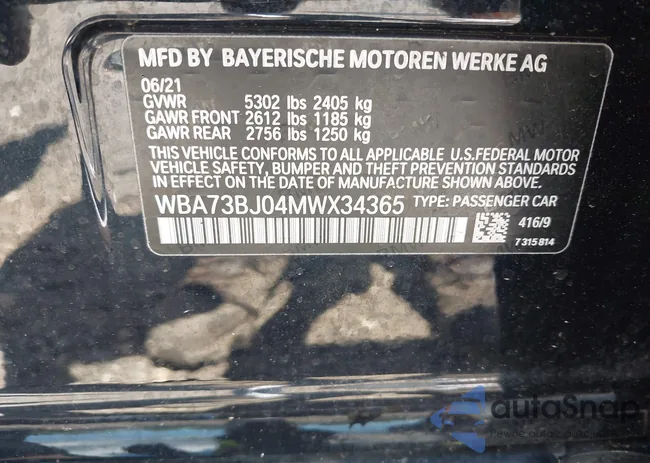 MFD BY BAYERISCHE MOTOREN WERKE AG
06/21
GVWR 5302 lbs 2405 kg
GAWR FRONT 2612 lbs 1185 kg
GAWR REAR 2756 lbs 1250 kg
THIS VEHICLE CONFORMS TO ALL APPLICABLE U.S.FEDERAL MOTOR
VEHICLE SAFETY, BUMPER AND THEFT PREVENTION STANDARDS
IN EFFECT ON THE DATE OF MANUFACTURE SHOWN ABOVE.
WBA73BJ04MWX34365 TYPE: PASSENGER CAR
416/9
7315814
autoSnap